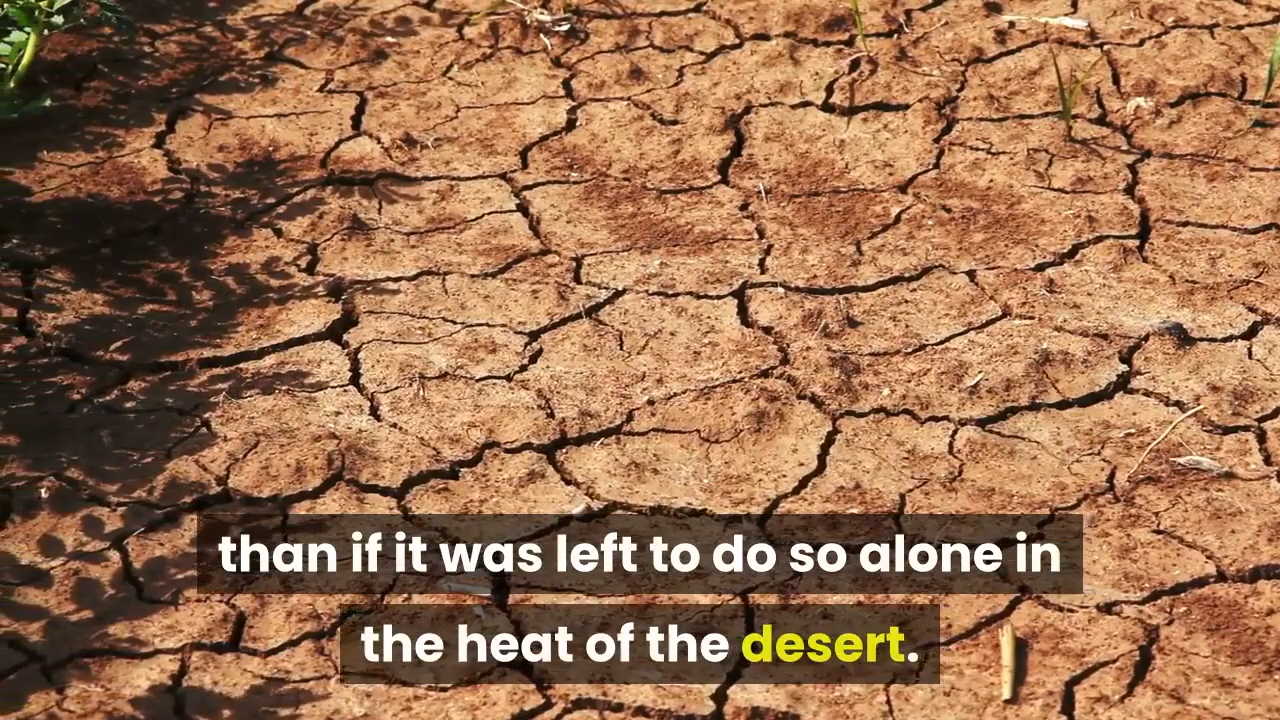 than if it was left to do so alone in
the heat of the desert.